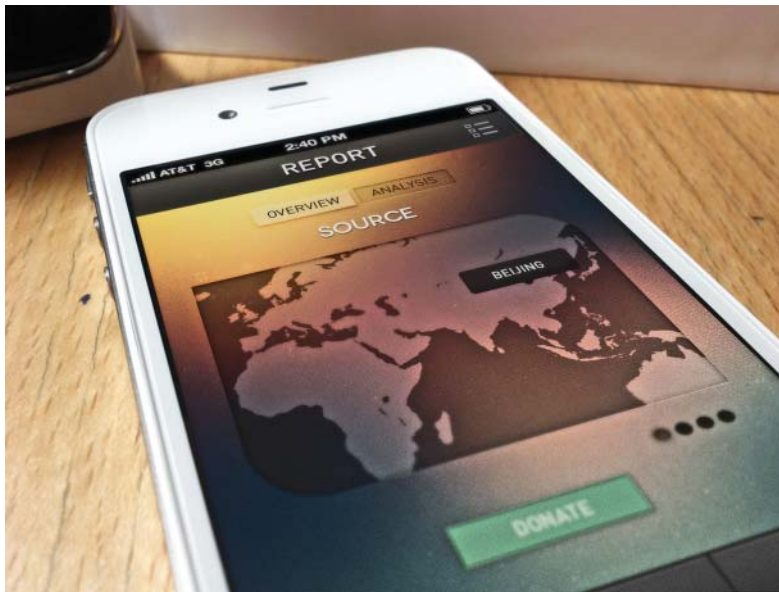 AT&T 3G 2:40 PM
REPORT
OVERVIEW ANALYSIS
SOURCE
BEIJING
DONATE